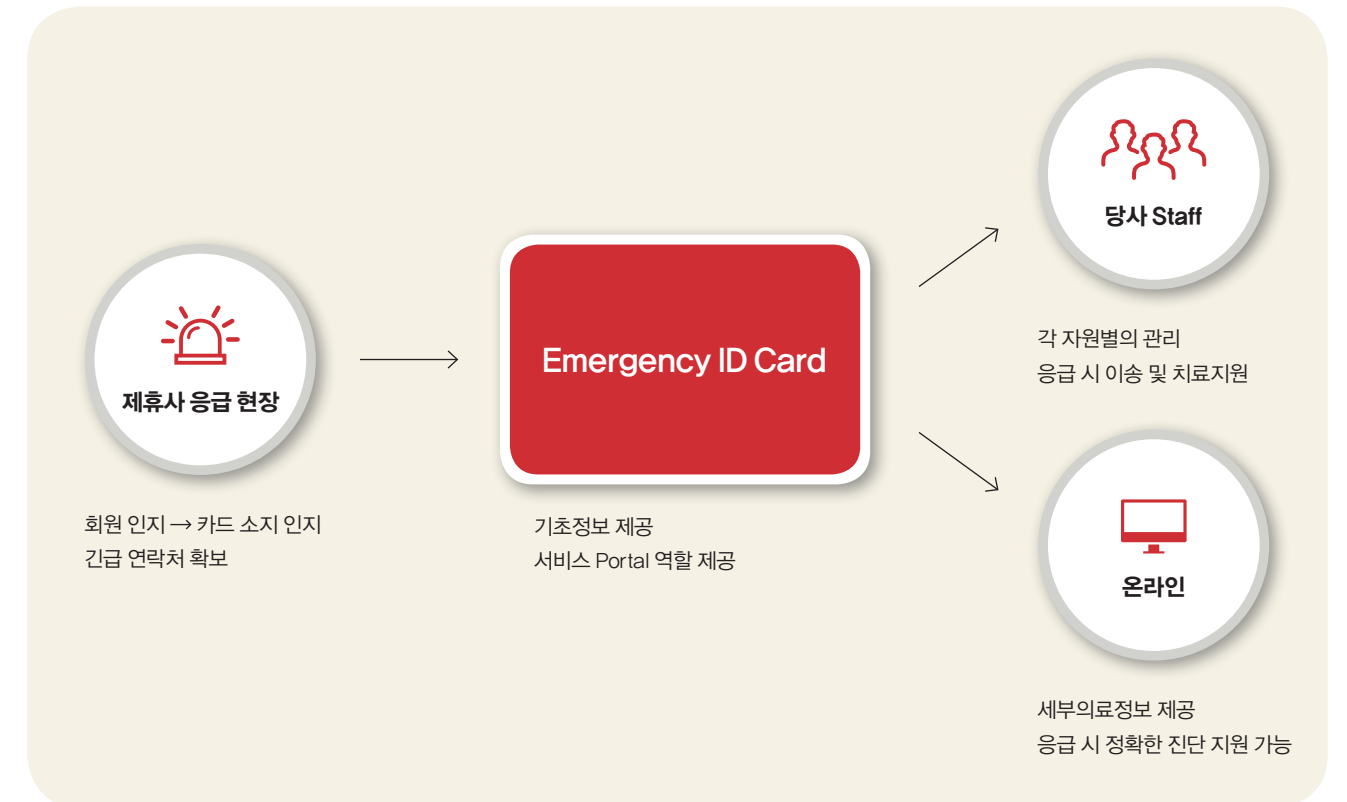 제휴사 응급 현장
회원 인지 → 카드 소지 인지
긴급 연락처 확보
Emergency ID Card
기초정보 제공
서비스 Portal 역할 제공
당사 Staff
각 자원별의 관리
응급 시 이송 및 치료지원
온라인
세부의료정보 제공
응급 시 정확한 진단 지원 가능